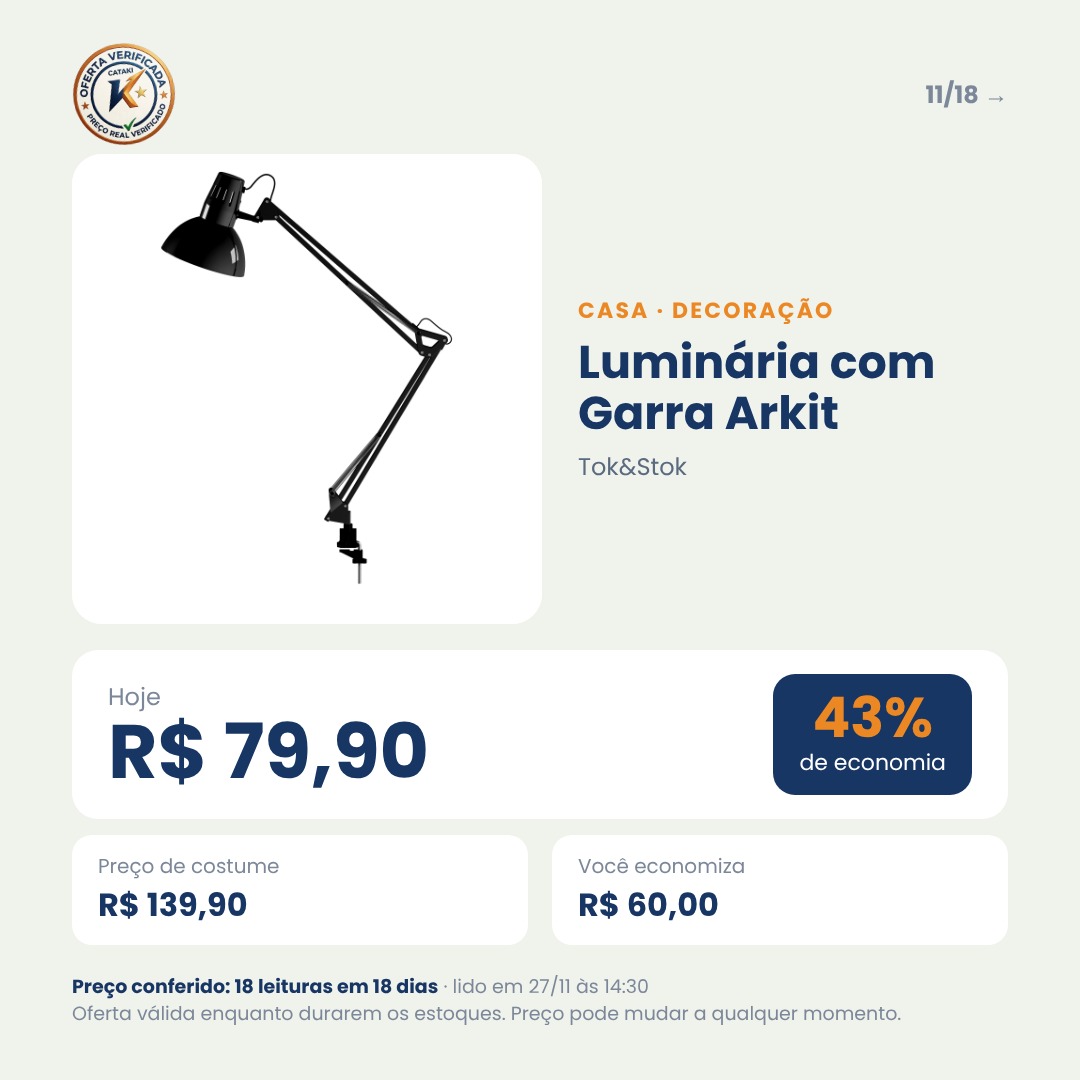 OFERTA VERIFICADA
CATAKI
K
PREÇO REAL VERIFICADO
11/18 →
CASA · DECORAÇÃO
Luminária com
Garra Arkit
Tok&Stok
Hoje
R$ 79,90
43%
de economia
Preço de costume
R$ 139,90
Você economiza
R$ 60,00
Preço conferido: 18 leituras em 18 dias · lido em 27/11 às 14:30
Oferta válida enquanto durarem os estoques. Preço pode mudar a qualquer momento.